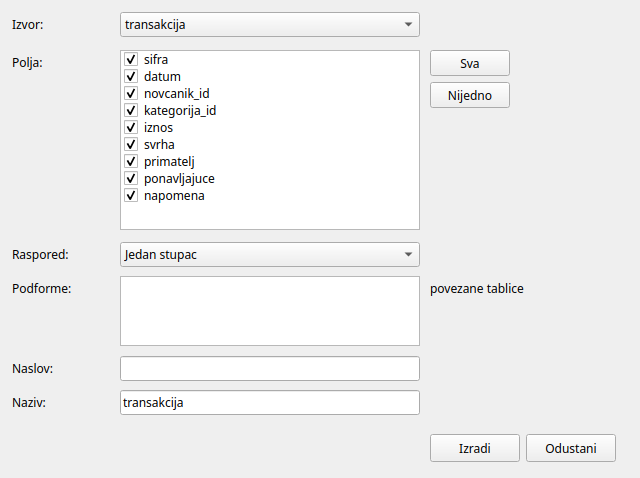 Izvor:
transakcija
Polja:
sifra
datum
novcanik_id
kategorija_id
iznos
svrha
primatelj
ponavljajuce
napomena
Sva
Nijedno
Raspored:
Jedan stupac
Podforme:
povezane tablice
Naslov:
Naziv:
transakcija
Izradi
Odustani